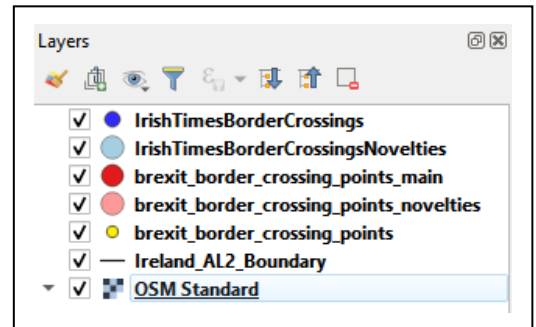 Layers
IrishTimesBorderCrossings
IrishTimesBorderCrossingsNovelties
brexit_border_crossing_points_main
brexit_border_crossing_points_novelties
brexit_border_crossing_points
Ireland_AL2_Boundary
OSM Standard